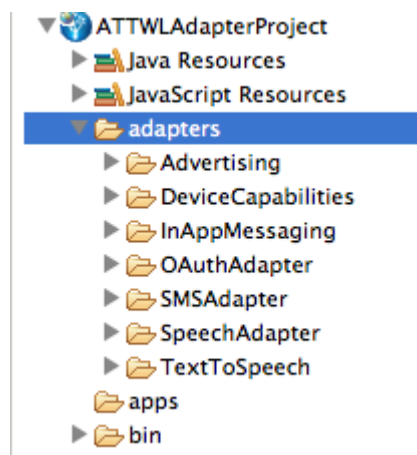 ATTWLAdapterProject
Java Resources
JavaScript Resources
adapters
Advertising
DeviceCapabilities
InAppMessaging
OAuthAdapter
SMSAdapter
SpeechAdapter
TextToSpeech
apps
bin